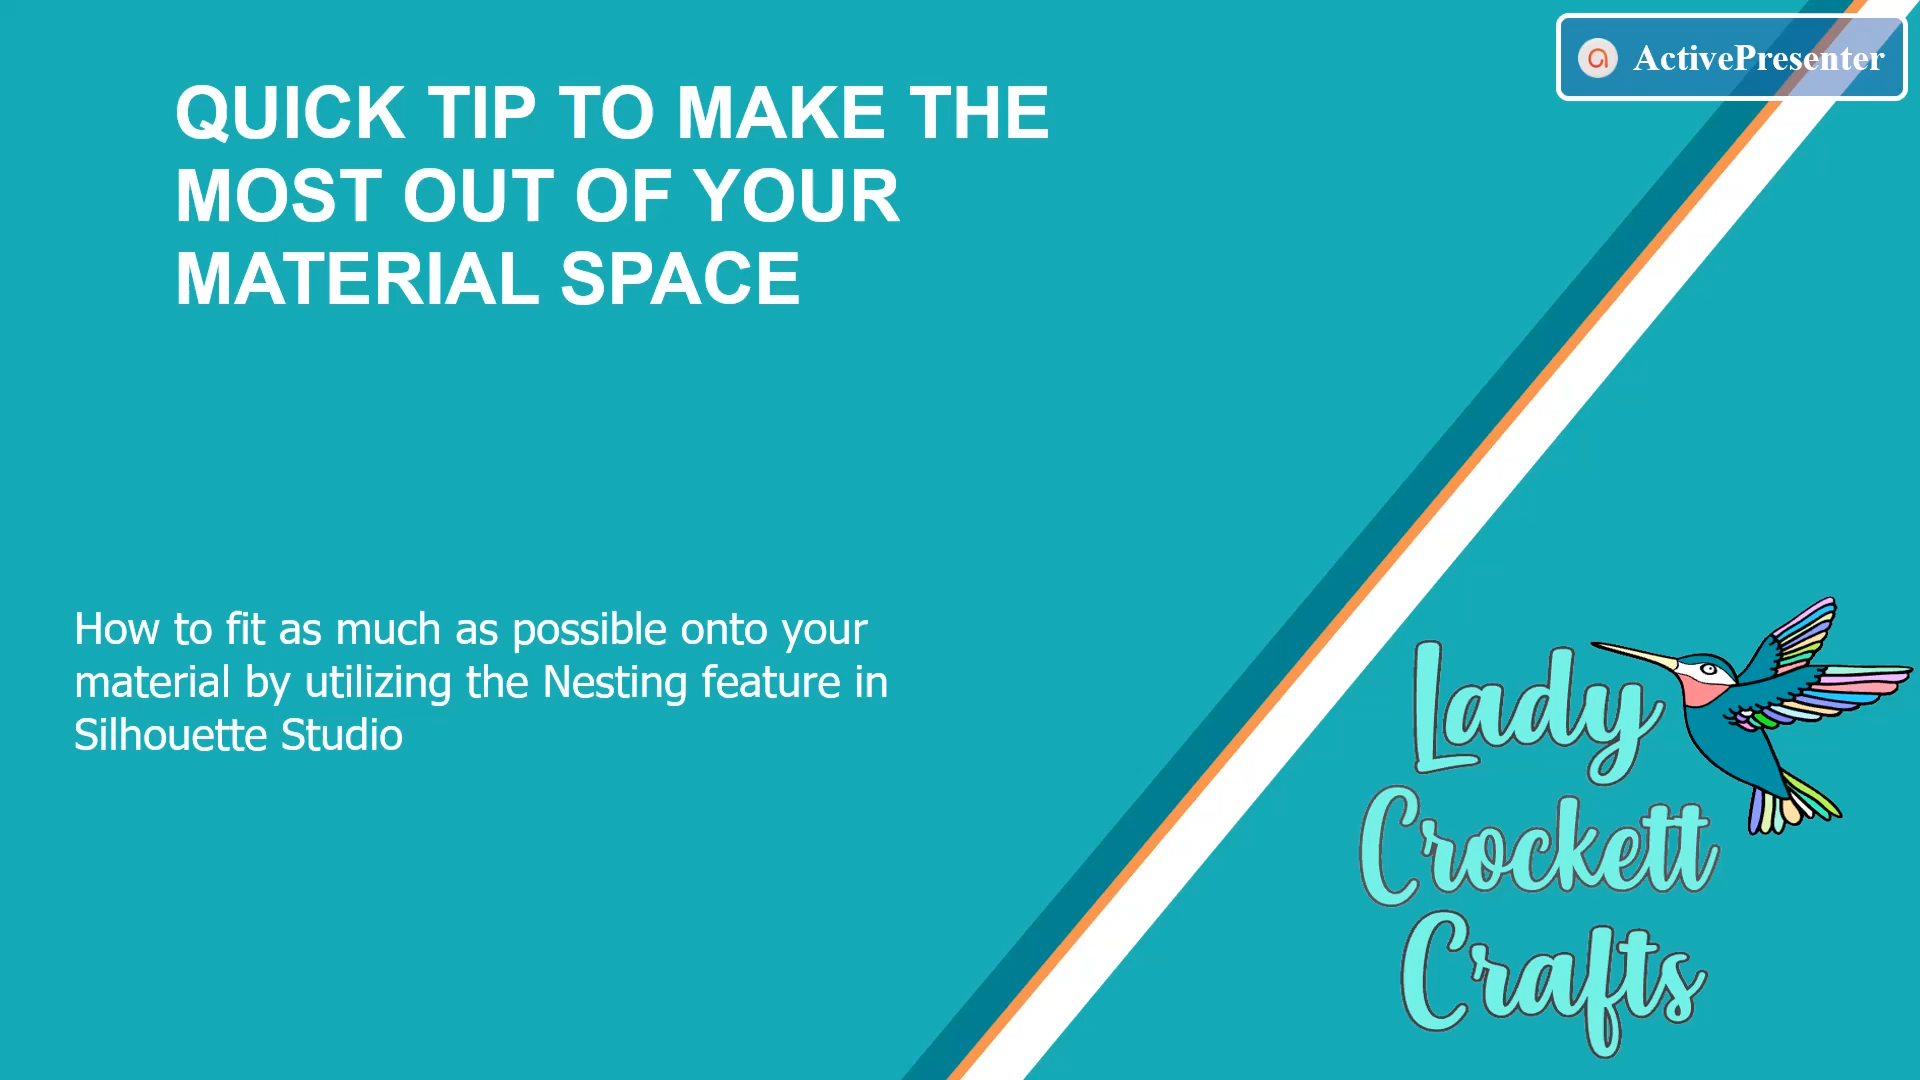 ActivePresenter
QUICK TIP TO MAKE THE
MOST OUT OF YOUR
MATERIAL SPACE
How to fit as much as possible onto your
material by utilizing the Nesting feature in
Silhouette Studio
Lady
Crockett
Crafts